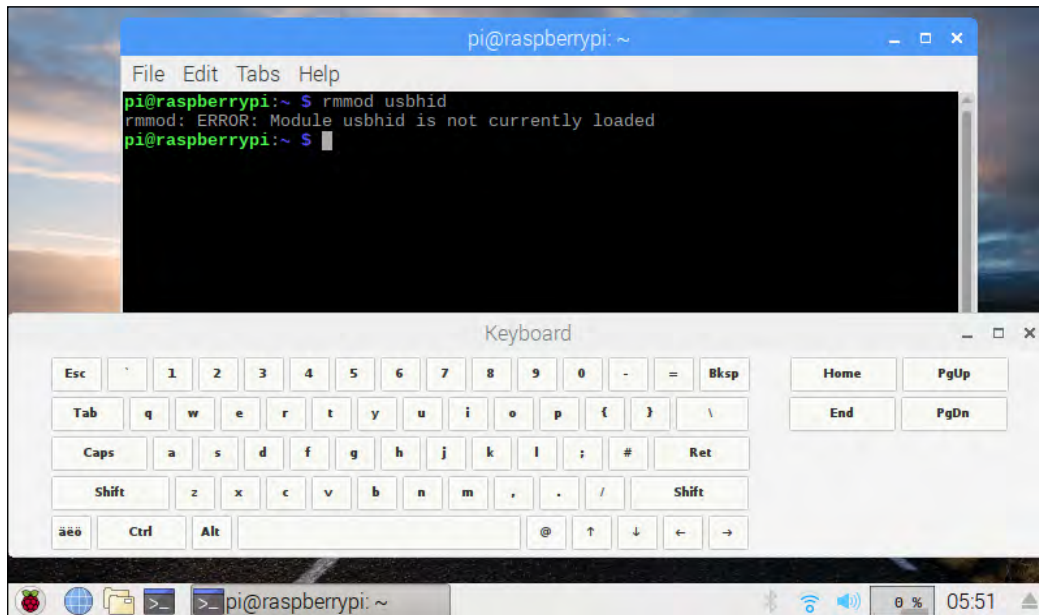 pi@raspberrypi: ~
File Edit Tabs Help
pi@raspberrypi:~ $ rmmod usbhid
rmmod: ERROR: Module usbhid is not currently loaded
pi@raspberrypi:~ $
Keyboard
Esc ` 1 2 3 4 5 6 7 8 9 0 - = Bksp Home PgUp
Tab q w e r t y u i o p { } \ End PgDn
Caps a s d f g h j k l ; # Ret
Shift z x c v b n m , . / Shift
äëö Ctrl Alt @ ↑ ↓ ← →
>_ >_ pi@raspberrypi: ~ 0 % 05:51